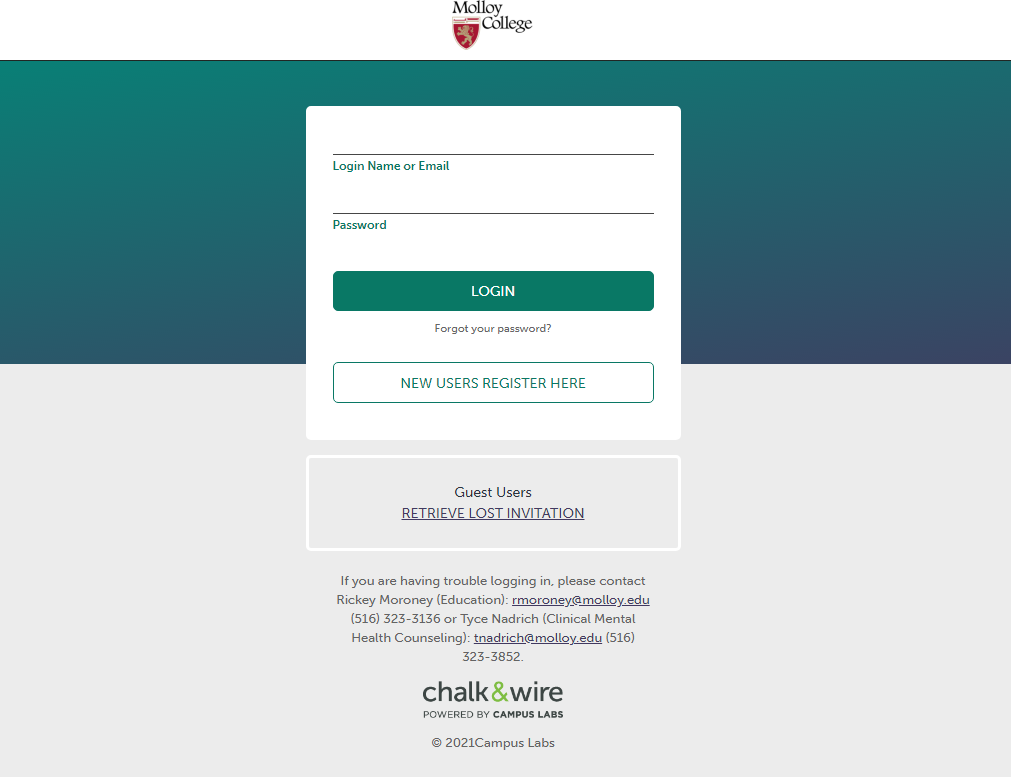 Molloy
College
Login Name or Email
Password
LOGIN
Forgot your password?
NEW USERS REGISTER HERE
Guest Users
RETRIEVE LOST INVITATION
If you are having trouble logging in, please contact
Rickey Moroney (Education): rmoroney@molloy.edu
(516) 323-3136 or Tyce Nadrich (Clinical Mental
Health Counseling): tnadrich@molloy.edu (516)
323-3852.
chalk&wire
POWERED BY CAMPUS LABS
© 2021Campus Labs